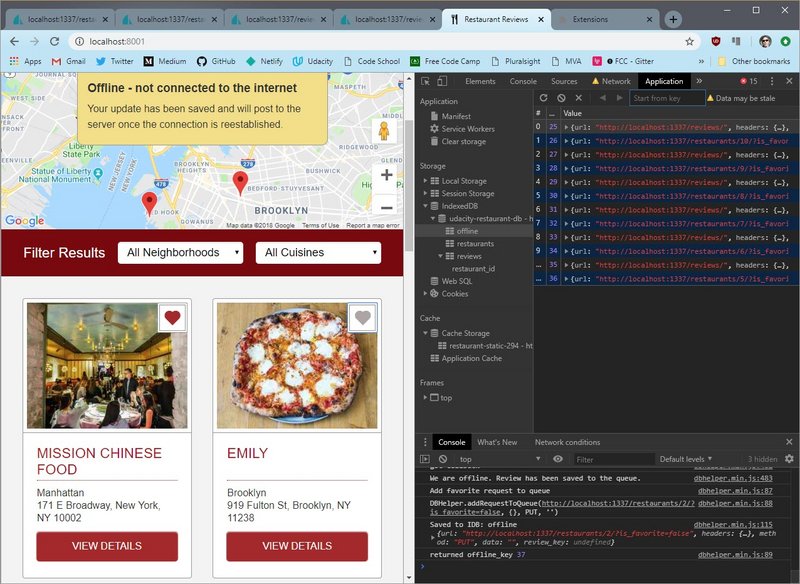 localhost:1337/resta
localhost:1337/resta
localhost:1337/revie
localhost:1337/revie
Restaurant Reviews
Extensions
localhost:8001
Apps
Gmail
Twitter
Medium
GitHub
Netlify
Udacity
Code School
Free Code Camp
Pluralsight
MVA
FCC - Gitter
»
Other bookmarks
Offline - not connected to the internet
Your update has been saved and will post to the
server once the connection is reestablished.
MASPETH
WEST SIDE
GREENVILLE
Liberty
State Park
Statue of Liberty
National Monument
NEW JERSEY
NEW YORK
BROOKLYN
HEIGHTS
478
278
BUSHWICK
BEDFORD STUYVESANT
RED HOOK
GOWANUS
BROOKLYN
Google
Map data ©2018 Google
Terms of Use
Report a map error
Filter Results
All Neighborhoods
All Cuisines
MISSION CHINESE
FOOD
Manhattan
171 E Broadway, New York,
NY 10002
VIEW DETAILS
EMILY
Brooklyn
919 Fulton St, Brooklyn, NY
11238
VIEW DETAILS
Elements
Console
Sources
Network
Application
»
15
Application
Manifest
Service Workers
Clear storage
Storage
Local Storage
Session Storage
IndexedDB
udacity-restaurant-db - h
offline
restaurants
reviews
restaurant_id
Web SQL
Cookies
Cache
Cache Storage
restaurant-static-294 - ht
Application Cache
Frames
top
Start from key
Data may be stale
# ... Value
0 25 {url: "http://localhost:1337/reviews/", headers: {…},
1 26 {url: "http://localhost:1337/restaurants/10/?is_favor
2 27 {url: "http://localhost:1337/reviews/", headers: {…},
3 28 {url: "http://localhost:1337/restaurants/9/?is_favori
4 29 {url: "http://localhost:1337/reviews/", headers: {…},
5 30 {url: "http://localhost:1337/restaurants/8/?is_favori
6 31 {url: "http://localhost:1337/reviews/", headers: {…},
7 32 {url: "http://localhost:1337/restaurants/7/?is_favori
8 33 {url: "http://localhost:1337/reviews/", headers: {…},
9 34 {url: "http://localhost:1337/restaurants/6/?is_favori
... 35 {url: "http://localhost:1337/reviews/", headers: {…},
... 36 {url: "http://localhost:1337/restaurants/5/?is_favori
Console
What's New
Network conditions
top
Filter
Default levels
3 hidden
We are offline. Review has been saved to the queue. dbhelper.min.js:483
Add favorite request to queue dbhelper.min.js:87
DBHelper.addRequestToQueue(http://localhost:1337/restaurants/2/? dbhelper.min.js:88
is_favorite=false, {}, PUT, '')
Saved to IDB: offline dbhelper.min.js:115
{url: "http://localhost:1337/restaurants/2/?is_favorite=false", headers: {…}, met
hod: "PUT", data: "", review_key: undefined}
returned offline_key 37 dbhelper.min.js:89